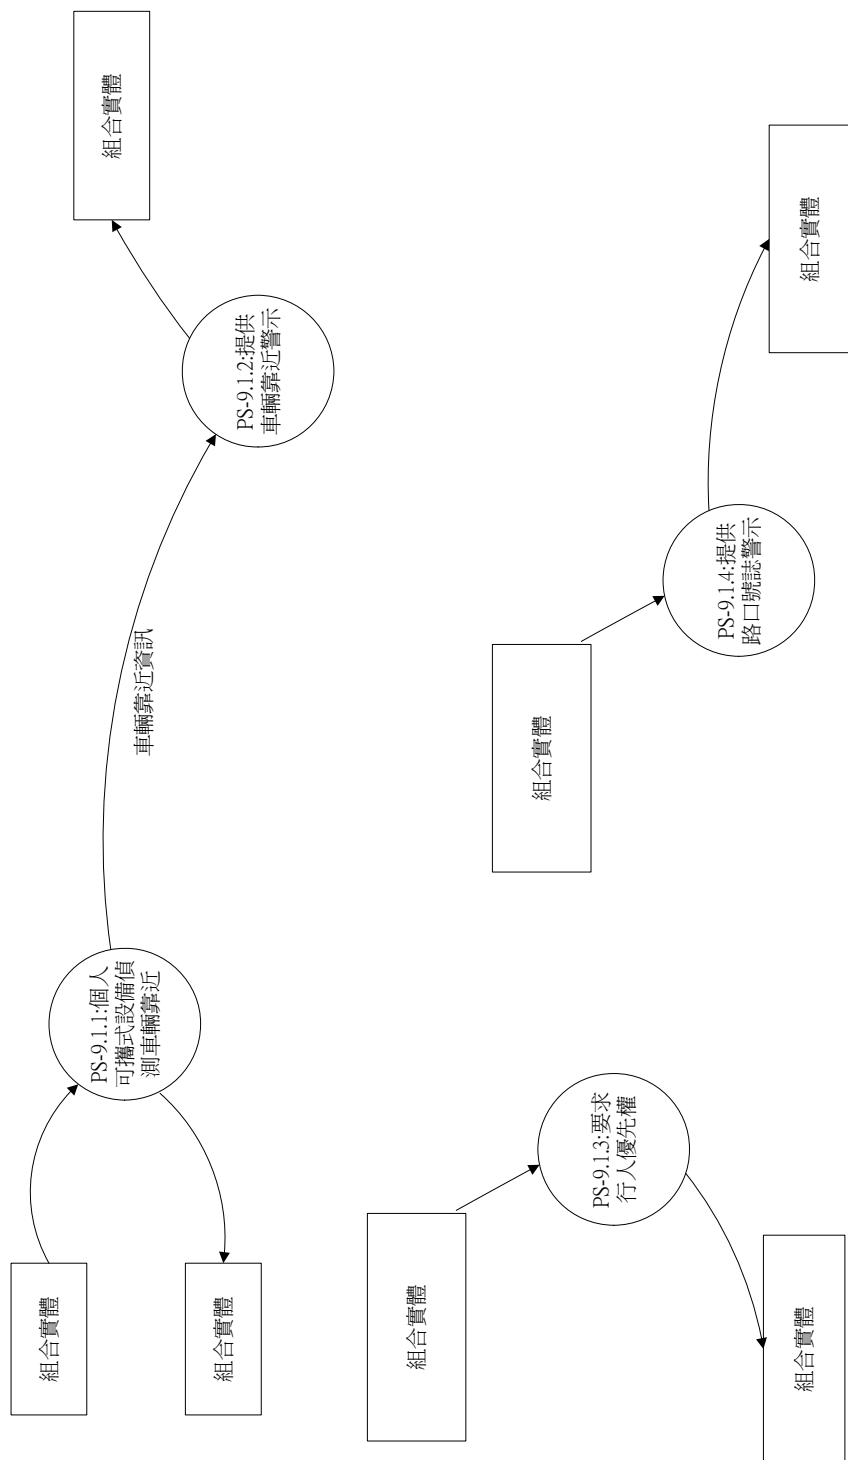 組合實體
組合實體
PS-9.1.1:個人
可攜式設備偵
測車輛靠近
車輛靠近資訊
PS-9.1.2:提供
車輛靠近警示
組合實體
組合實體
PS-9.1.3:要求
行人優先權
組合實體
組合實體
PS-9.1.4:提供
路口號誌警示
組合實體